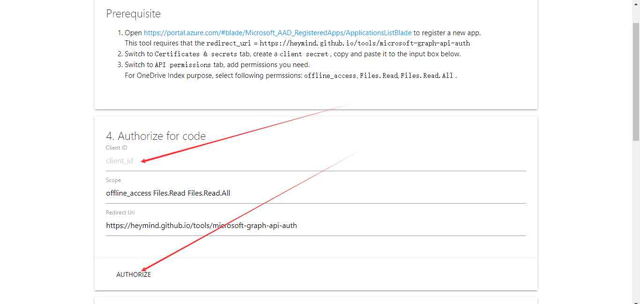 Prerequisite
1. Open https://portal.azure.com/#blade/Microsoft_AAD_RegisteredApps/ApplicationsListBlade to register a new app.
This tool requires that the redirect_url = https://heymind.github.io/tools/microsoft-graph-api-auth
2. Switch to Certificates & secrets tab, create a client secret , copy and paste it to the input box below.
3. Switch to API permissions tab, add permissions you need.
For OneDrive Index purpose, select following permssions: offline_access, Files.Read, Files.Read.All .
4. Authorize for code
Client ID
client_id
Scope
offline_access Files.Read Files.Read.All
Redirect Uri
https://heymind.github.io/tools/microsoft-graph-api-auth
AUTHORIZE